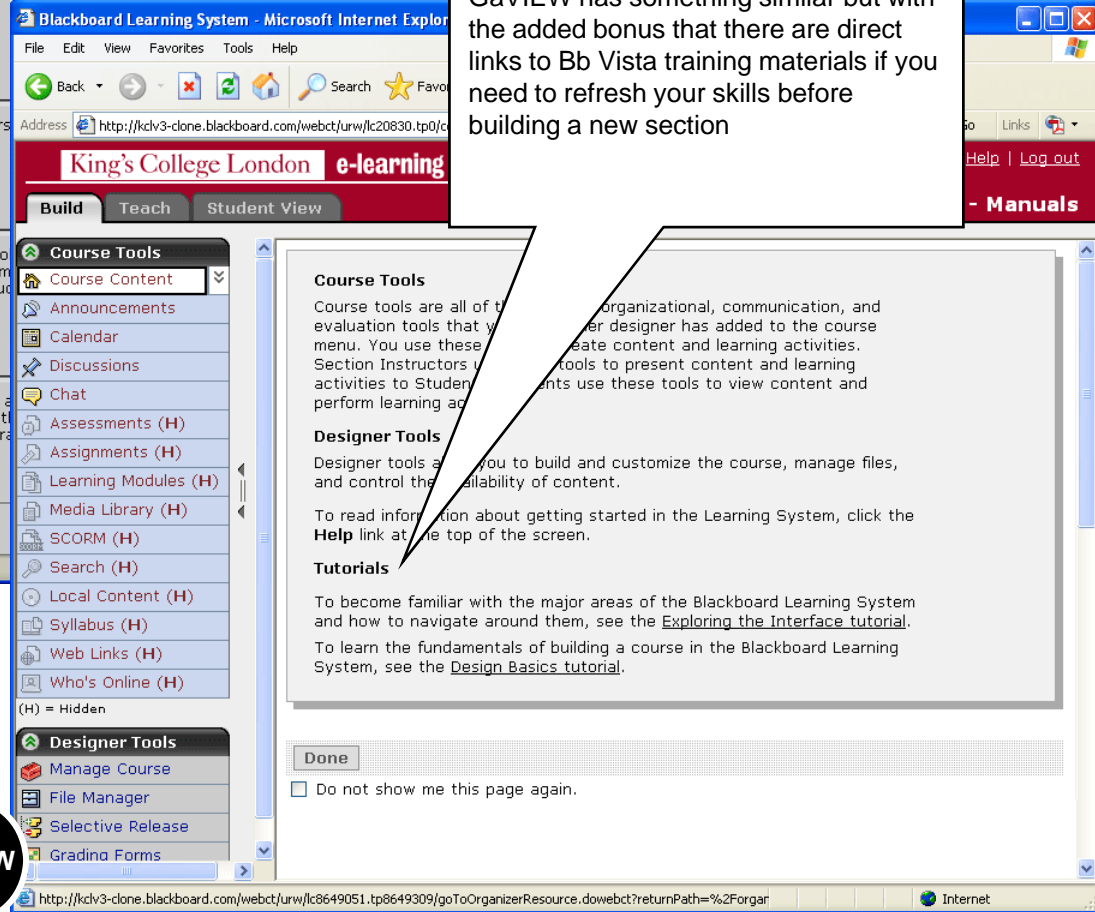 Blackboard Learning System - Microsoft Internet Explor
GaVIEW has something similar but with
the added bonus that there are direct
links to Bb Vista training materials if you
need to refresh your skills before
building a new section
File Edit View Favorites Tools Help
Back Search Favor
Address http://kclv3-clone.blackboard.com/webct/urw/lc20830.tp0/c
Go Links
King's College London e-learning
Help | Log out
Build Teach Student View
- Manuals
Course Tools
Course Content
Announcements
Calendar
Discussions
Chat
Assessments (H)
Assignments (H)
Learning Modules (H)
Media Library (H)
SCORM (H)
Search (H)
Local Content (H)
Syllabus (H)
Web Links (H)
Who's Online (H)
(H) = Hidden
Designer Tools
Manage Course
File Manager
Selective Release
Grading Forms
Course Tools
Course tools are all of t organizational, communication, and
evaluation tools that y er designer has added to the course
menu. You use these eate content and learning activities.
Section Instructors u tools to present content and learning
activities to Studen nts use these tools to view content and
perform learning ac
Designer Tools
Designer tools a you to build and customize the course, manage files,
and control the ailability of content.
To read information about getting started in the Learning System, click the
Help link at the top of the screen.
Tutorials
To become familiar with the major areas of the Blackboard Learning System
and how to navigate around them, see the Exploring the Interface tutorial.
To learn the fundamentals of building a course in the Blackboard Learning
System, see the Design Basics tutorial.
Done
Do not show me this page again.
http://kclv3-clone.blackboard.com/webct/urw/lc8649051.tp8649309/goToOrganizerResource.dowebct?returnPath=%2Forgar
Internet